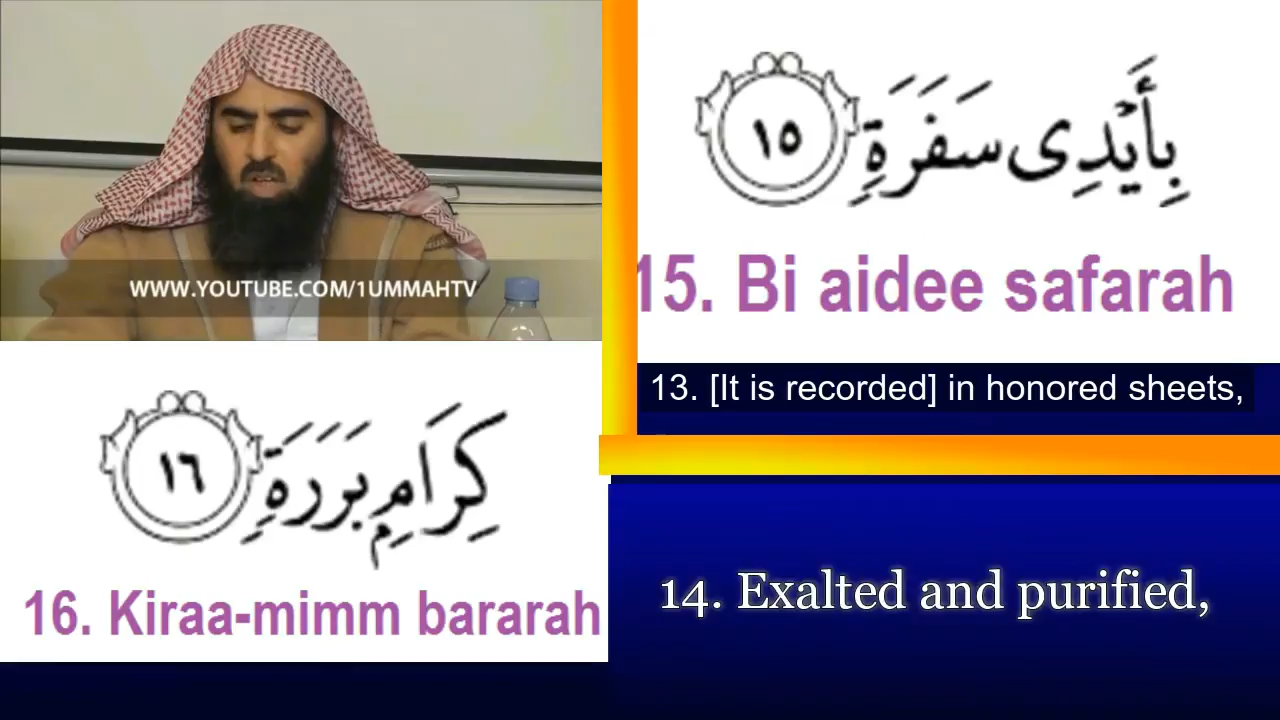 WWW.YOUTUBE.COM/1UMMAHTV
بِأَيْدِى سَفَرَةٍ ١٥
15. Bi aidee safarah
13. [It is recorded] in honored sheets,
كِرَامٍۭ بَرَرَةٍ ١٦
16. Kiraa-mimm bararah
14. Exalted and purified,